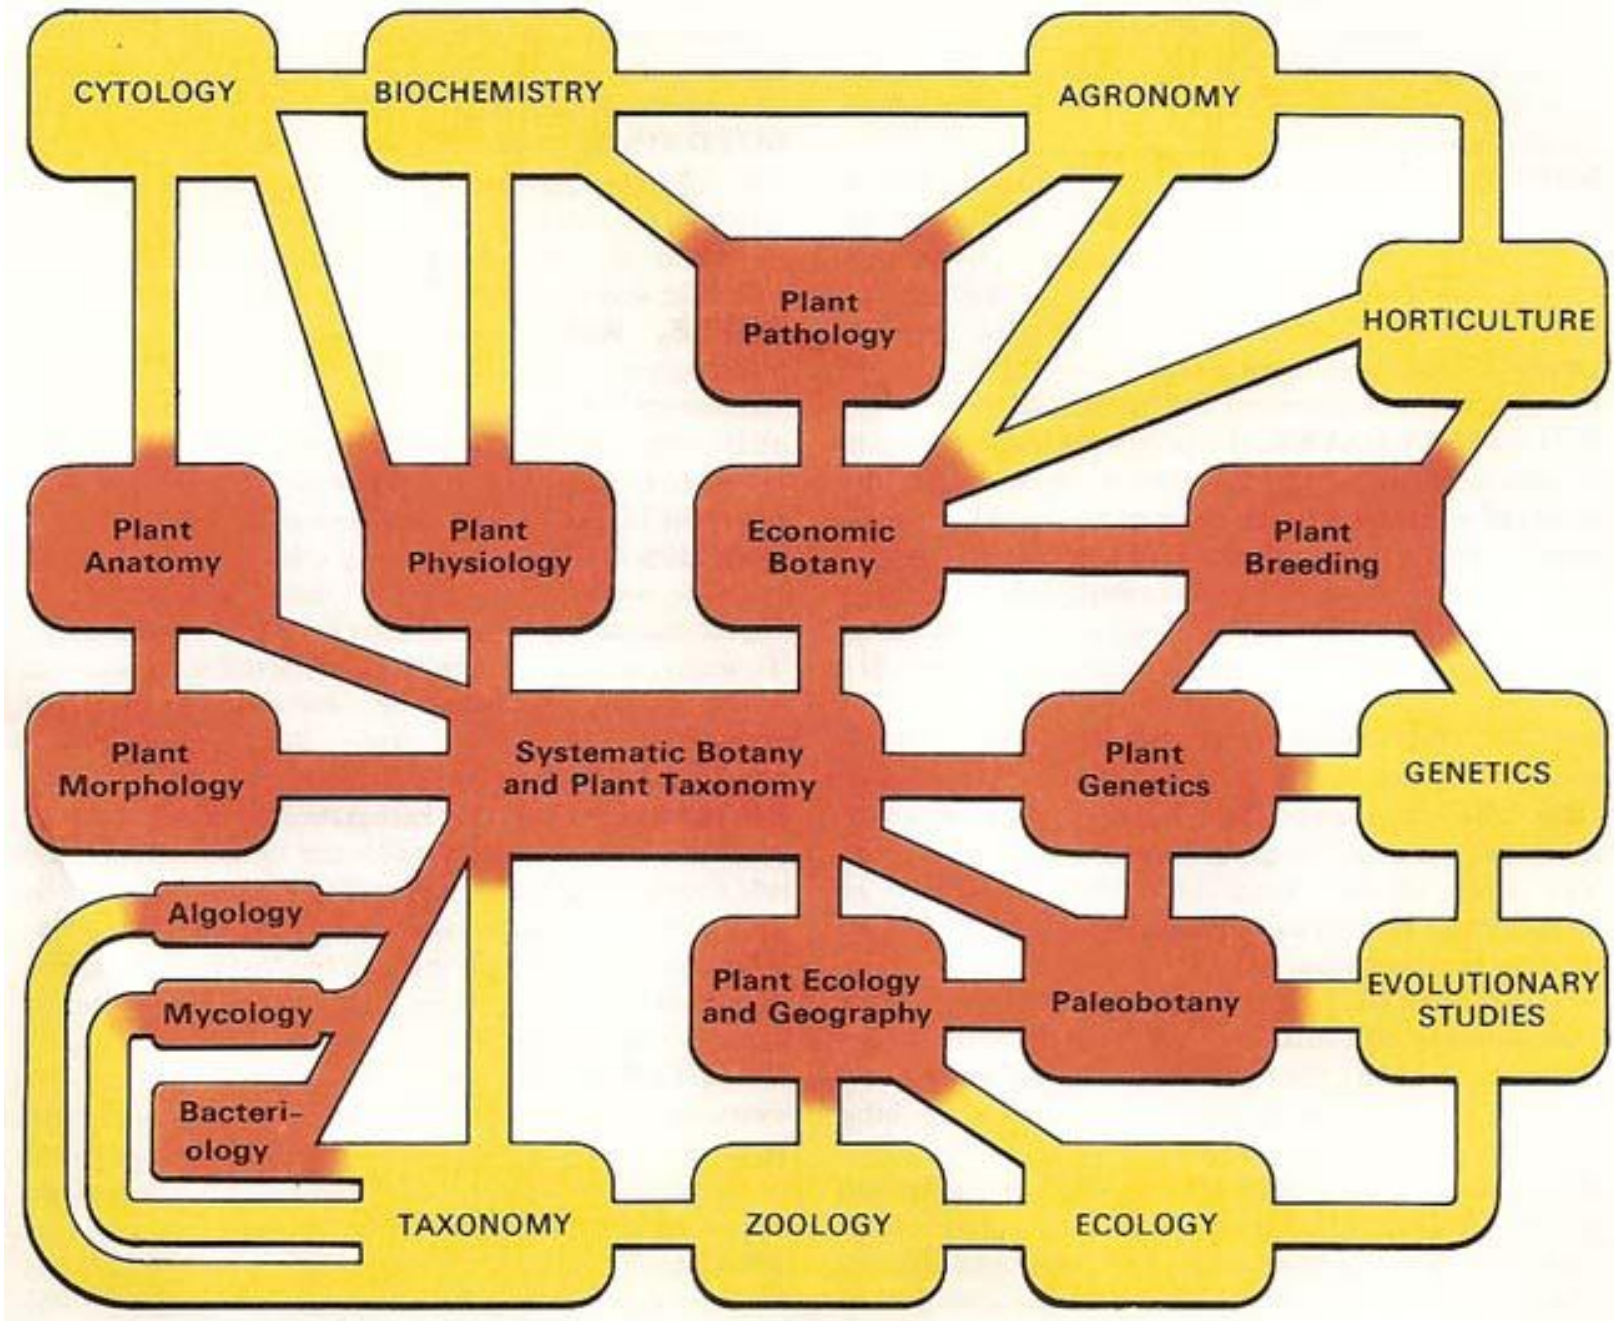 CYTOLOGY
BIOCHEMISTRY
AGRONOMY
Plant
Pathology
HORTICULTURE
Plant
Anatomy
Plant
Physiology
Economic
Botany
Plant
Breeding
Plant
Morphology
Systematic Botany
and Plant Taxonomy
Plant
Genetics
GENETICS
Algology
Mycology
Bacteri-
ology
Plant Ecology
and Geography
Paleobotany
EVOLUTIONARY
STUDIES
TAXONOMY
ZOOLOGY
ECOLOGY